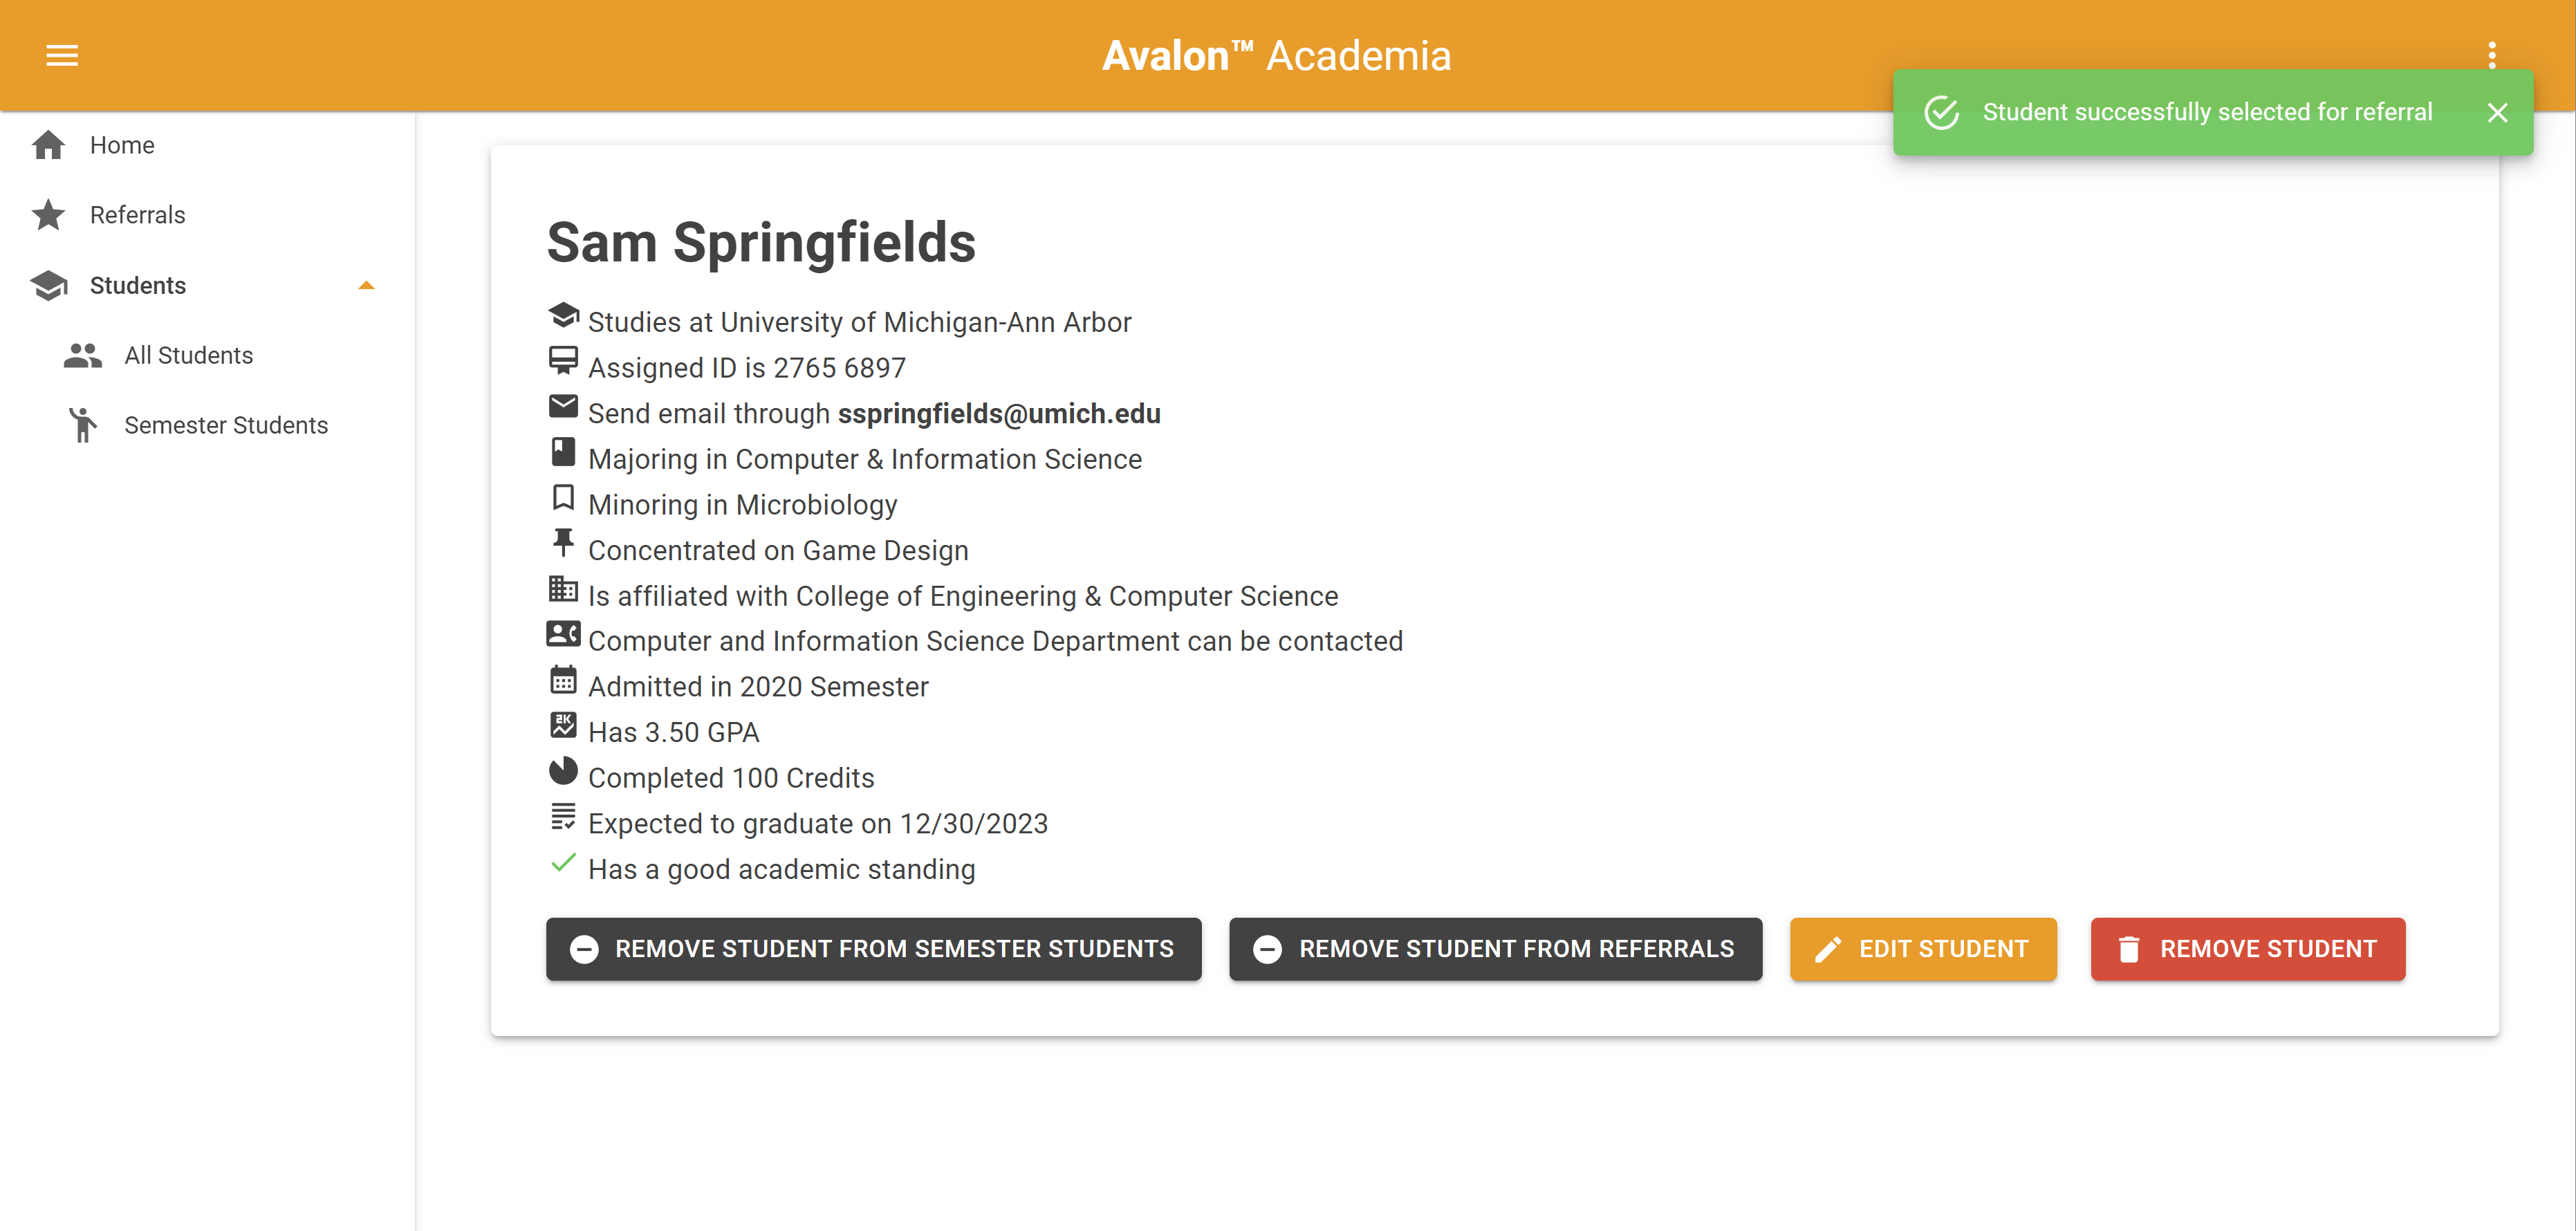 Avalon™ Academia
Student successfully selected for referral
Home
Referrals
Students
All Students
Semester Students
Sam Springfields
Studies at University of Michigan-Ann Arbor
Assigned ID is 2765 6897
Send email through sspringfields@umich.edu
Majoring in Computer & Information Science
Minoring in Microbiology
Concentrated on Game Design
Is affiliated with College of Engineering & Computer Science
Computer and Information Science Department can be contacted
Admitted in 2020 Semester
2K
Has 3.50 GPA
Completed 100 Credits
Expected to graduate on 12/30/2023
Has a good academic standing
REMOVE STUDENT FROM SEMESTER STUDENTS
REMOVE STUDENT FROM REFERRALS
EDIT STUDENT
REMOVE STUDENT